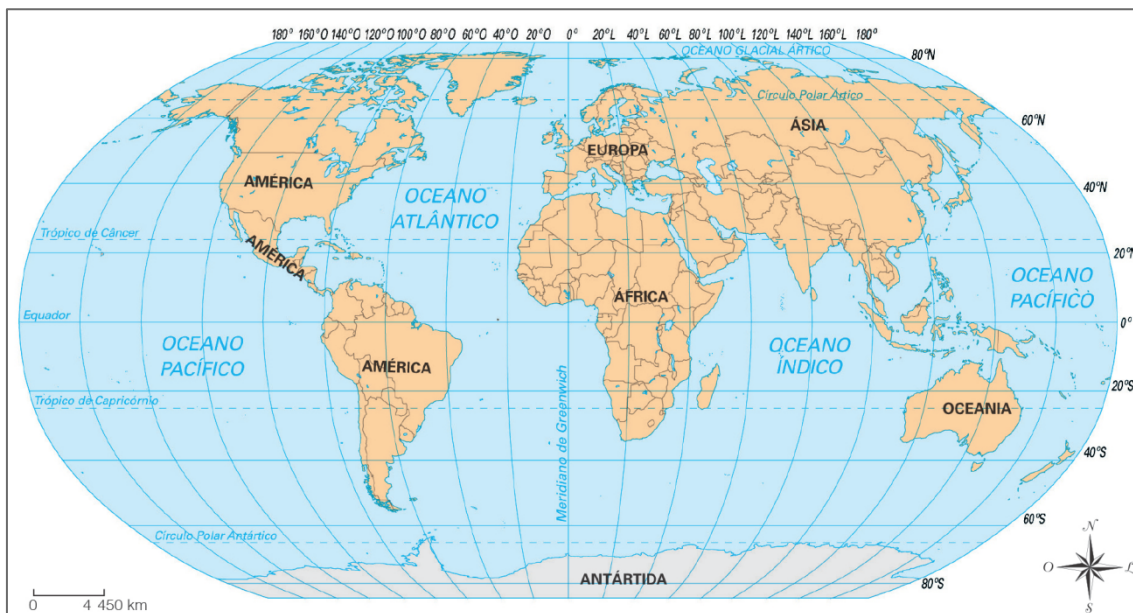 180° 160°O 140°O 120°O 100°O 80°O 60°O 40°O 20°O 0° 20°L 40°L 60°L 80°L 100°L 120°L 140°L 160°L 180°
OCEANO GLACIAL ÁRTICO
80°N
Círculo Polar Ártico
60°N
ÁSIA
EUROPA
AMÉRICA
OCEANO
ATLÂNTICO
40°N
Trópico de Câncer
AMÉRICA
20°N
OCEANO
PACÍFICO
ÁFRICA
Equador
0°
OCEANO
PACÍFICO
OCEANO
ÍNDICO
AMÉRICA
Meridiano de Greenwich
20°S
Trópico de Capricórnio
OCEANIA
40°S
60°S
Círculo Polar Antártico
N
O L
S
ANTÁRTIDA
80°S
0 4 450 km